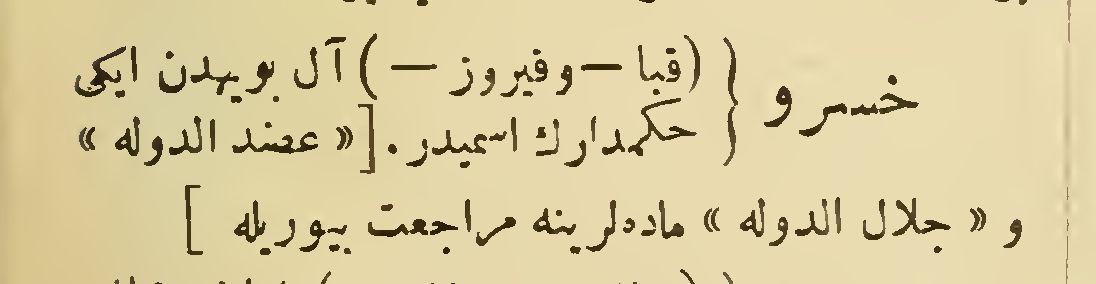 خسرو { (قبا — وفیروز —) آل بویهدن ایکی
حکمدارك اسمیدر. [« عضد الدوله »
و « جلال الدوله » مادهلرینه مراجعت بیوریله ]